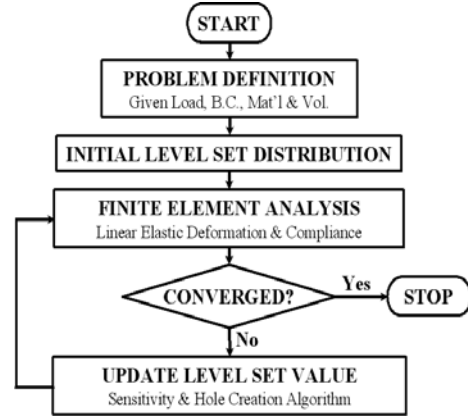 START
PROBLEM DEFINITION
Given Load, B.C., Mat'l & Vol.
INITIAL LEVEL SET DISTRIBUTION
FINITE ELEMENT ANALYSIS
Linear Elastic Deformation & Compliance
CONVERGED?
Yes
STOP
No
UPDATE LEVEL SET VALUE
Sensitivity & Hole Creation Algorithm